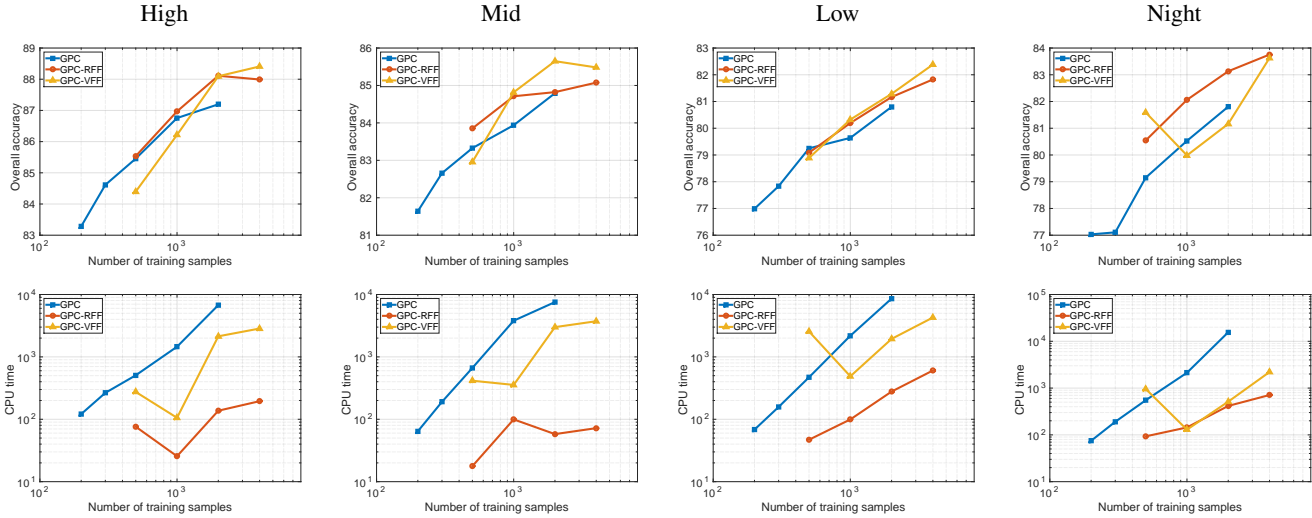 High Mid Low Night
89
88
87
86
85
84
83
Overall accuracy
GPC
GPC-RFF
GPC-VFF
10^2 10^3
Number of training samples
86
85
84
83
82
81
Overall accuracy
GPC
GPC-RFF
GPC-VFF
10^2 10^3
Number of training samples
83
82
81
80
79
78
77
76
Overall accuracy
GPC
GPC-RFF
GPC-VFF
10^2 10^3
Number of training samples
84
83
82
81
80
79
78
77
Overall accuracy
GPC
GPC-RFF
GPC-VFF
10^2 10^3
Number of training samples
10^4
10^3
10^2
10^1
CPU time
GPC
GPC-RFF
GPC-VFF
10^2 10^3
Number of training samples
10^4
10^3
10^2
10^1
CPU time
GPC
GPC-RFF
GPC-VFF
10^2 10^3
Number of training samples
10^4
10^3
10^2
10^1
CPU time
GPC
GPC-RFF
GPC-VFF
10^2 10^3
Number of training samples
10^5
10^4
10^3
10^2
10^1
CPU time
GPC
GPC-RFF
GPC-VFF
10^2 10^3
Number of training samples